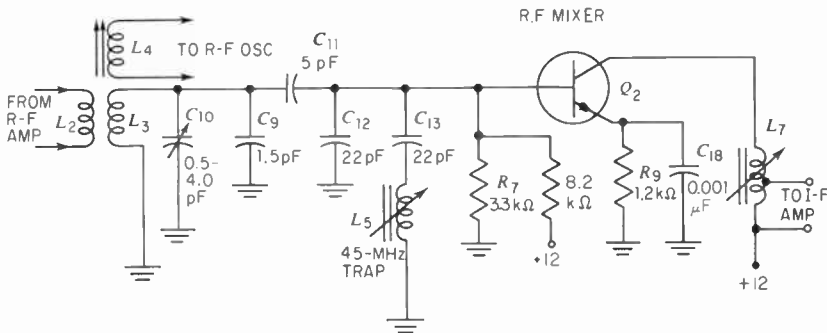 R.F MIXER
L4
TO R-F OSC
C11
5 pF
FROM
R-F
AMP
L2
L3
C10
0.5-
4.0
pF
C9
1.5pF
C12
22pF
C13
22pF
L5
45-MHz
TRAP
R7
3.3kΩ
8.2
kΩ
+12
Q2
R9
1.2kΩ
C18
0.001
μF
L7
TO I-F
AMP
+12